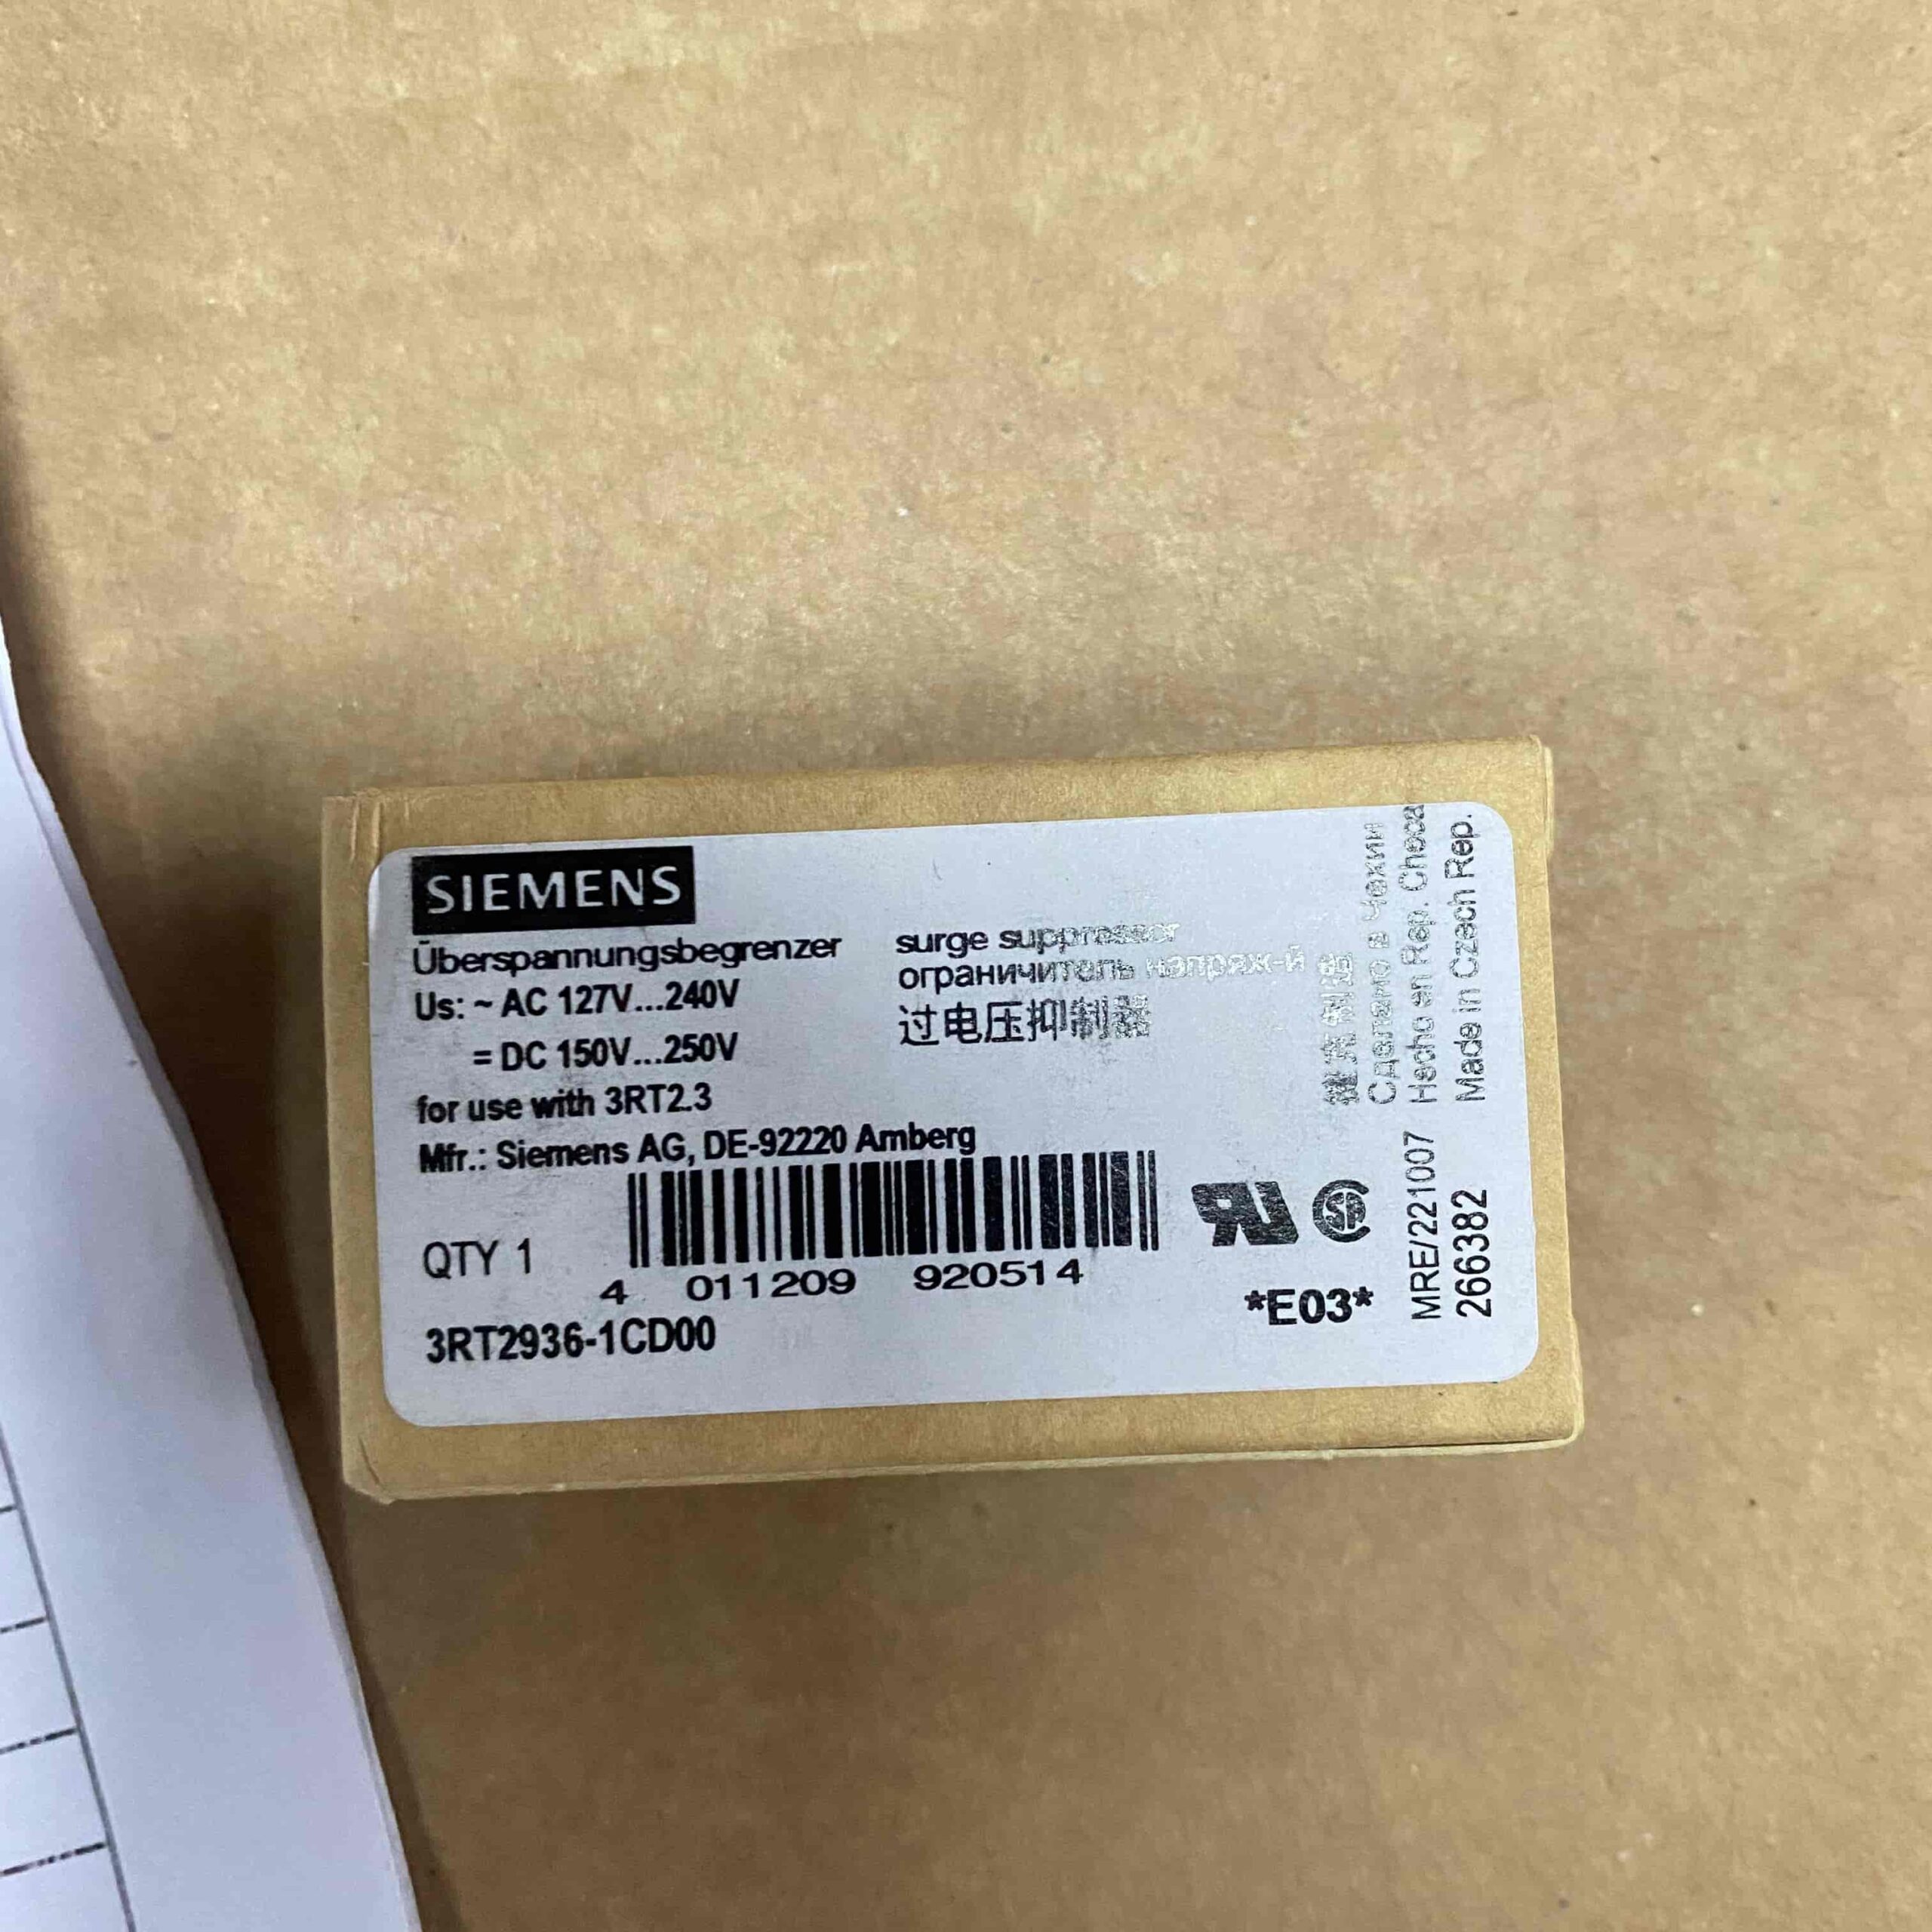 SIEMENS
Überspannungsbegrenzer
Us: ~ AC 127V...240V
= DC 150V...250V
for use with 3RT2.3
Mfr.: Siemens AG, DE-92220 Amberg
surge suppressor
ограничитель напряж-й
过电压抑制器
QTY 1
4 011209 920514
3RT2936-1CD00
*E03*
Сделано в Чехии
Hecho en Rep. Checa
Made in Czech Rep.
MRE/221007
266382